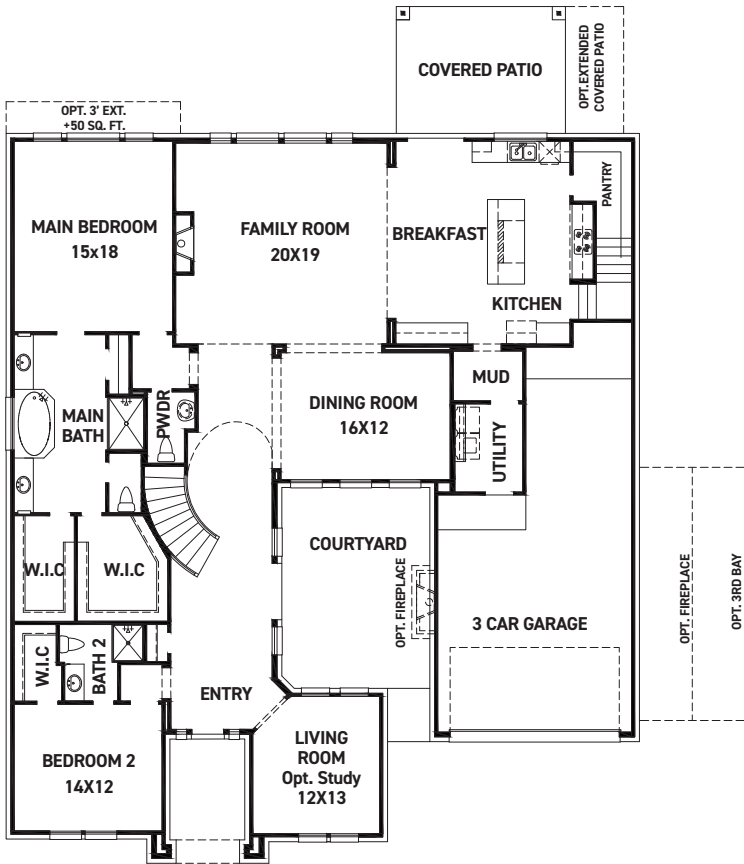 COVERED PATIO
OPT. EXTENDED
COVERED PATIO
OPT. 3' EXT.
+50 SQ. FT.
MAIN BEDROOM
15x18
FAMILY ROOM
20X19
BREAKFAST
PANTRY
KITCHEN
MUD
DINING ROOM
16X12
UTILITY
PWDR
MAIN
BATH
W.I.C
W.I.C
COURTYARD
OPT. FIREPLACE
3 CAR GARAGE
OPT. FIREPLACE
OPT. 3RD BAY
W.I.C
BATH 2
ENTRY
BEDROOM 2
14X12
LIVING
ROOM
Opt. Study
12X13